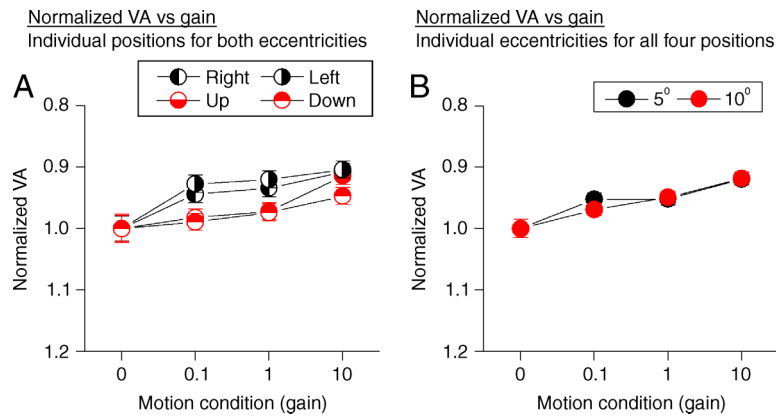 Normalized VA vs gain
Individual positions for both eccentricities
A
Right
Left
Up
Down
0.8
0.9
1.0
1.1
1.2
Normalized VA
0
0.1
1
10
Motion condition (gain)
Normalized VA vs gain
Individual eccentricities for all four positions
B
5⁰
10⁰
0.8
0.9
1.0
1.1
1.2
Normalized VA
0
0.1
1
10
Motion condition (gain)